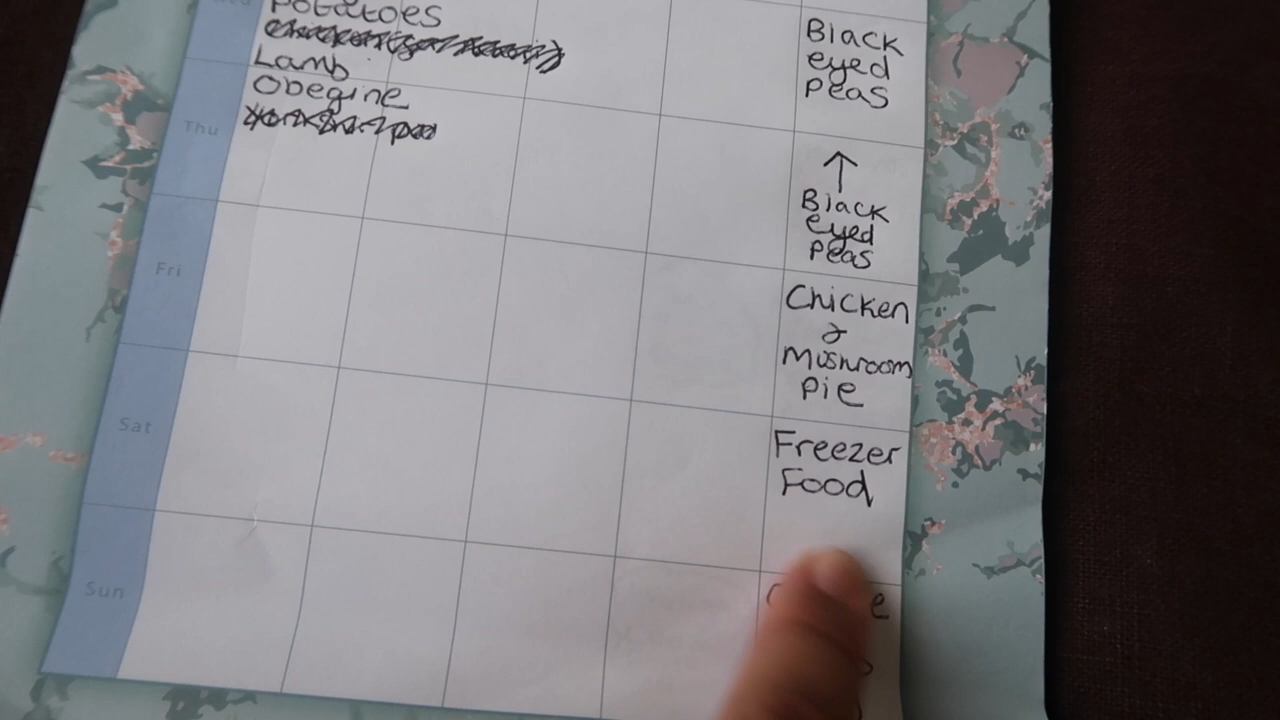 Potatoes
Lamb
Obegine
Black
eyed
Peas
Thu
↑
Black
eyed
Peas
Fri
Chicken
&
Mushroom
Pie
Sat
Freezer
Food
Sun